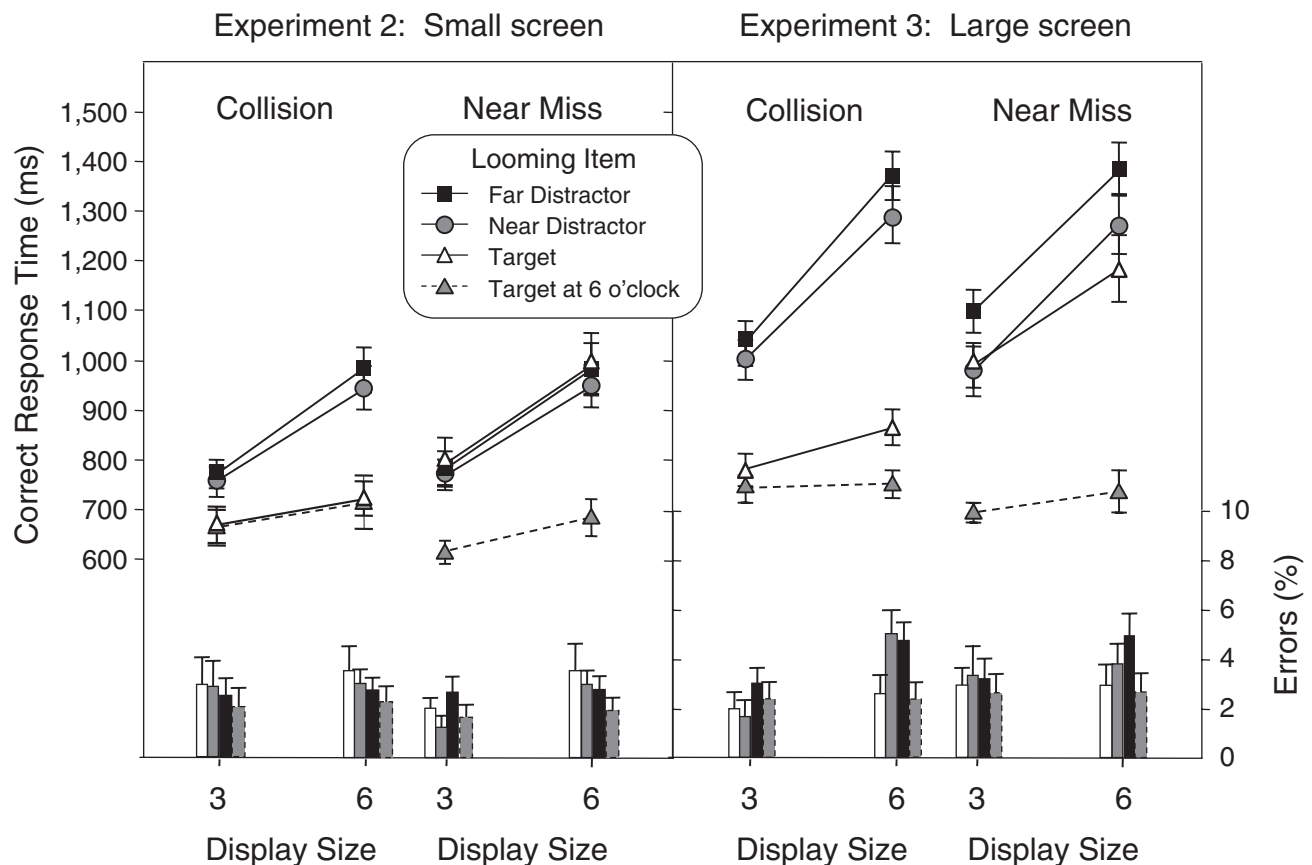 Experiment 2: Small screen
Experiment 3: Large screen
Collision
Near Miss
Collision
Near Miss
Correct Response Time (ms)
1,500
1,400
1,300
1,200
1,100
1,000
900
800
700
600
Looming Item
Far Distractor
Near Distractor
Target
Target at 6 o'clock
10
8
6
4
2
0
Errors (%)
3
6
3
6
3
6
3
6
Display Size
Display Size
Display Size
Display Size